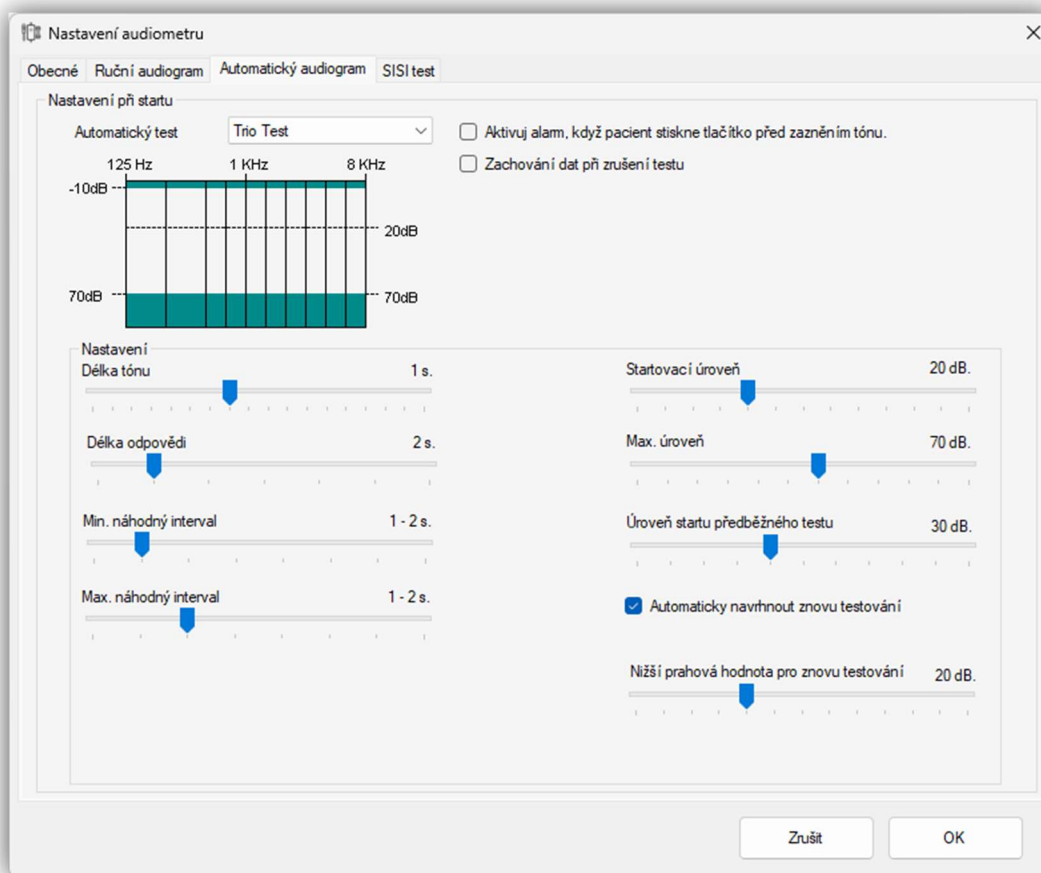 Nastavení audiometru
Obecné Ruční audiogram Automatický audiogram SISI test
Nastavení při startu
Automatický test Trio Test
Aktivuj alarm, když pacient stiskne tlačítko před zazněním tónu.
Zachování dat při zrušení testu
125 Hz 1 KHz 8 KHz
-10dB
20dB
70dB 70dB
Nastavení
Délka tónu 1 s.
Délka odpovědi 2 s.
Min. náhodný interval 1 - 2 s.
Max. náhodný interval 1 - 2 s.
Startovací úroveň 20 dB.
Max. úroveň 70 dB.
Úroveň startu předběžného testu 30 dB.
Automaticky navrhnout znovu testování
Nižší prahová hodnota pro znovu testování 20 dB.
Zrušit OK